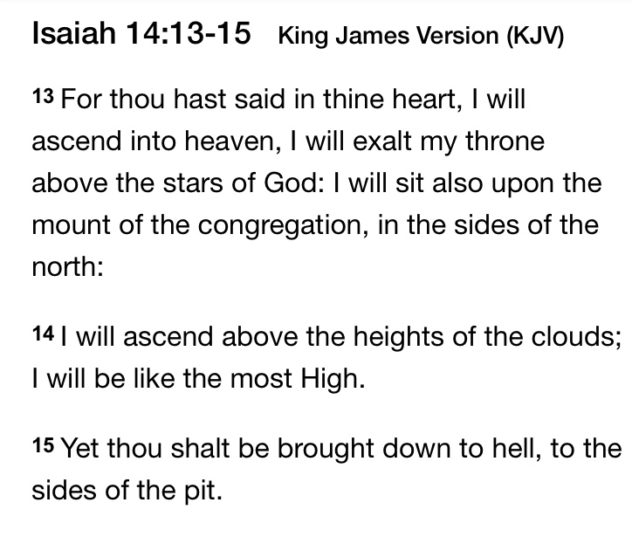 Isaiah 14:13-15 King James Version (KJV)
13 For thou hast said in thine heart, I will
ascend into heaven, I will exalt my throne
above the stars of God: I will sit also upon the
mount of the congregation, in the sides of the
north:
14 I will ascend above the heights of the clouds;
I will be like the most High.
15 Yet thou shalt be brought down to hell, to the
sides of the pit.